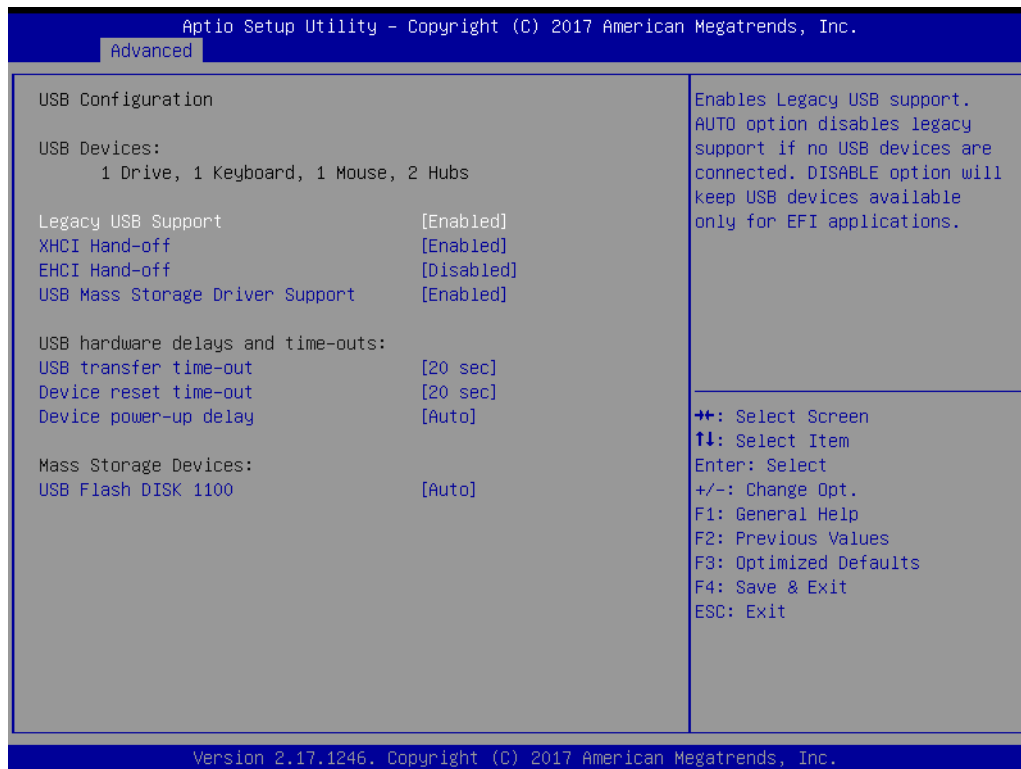 Aptio Setup Utility – Copyright (C) 2017 American Megatrends, Inc.
Advanced
USB Configuration
USB Devices:
1 Drive, 1 Keyboard, 1 Mouse, 2 Hubs
Legacy USB Support [Enabled]
XHCI Hand-off [Enabled]
EHCI Hand-off [Disabled]
USB Mass Storage Driver Support [Enabled]
USB hardware delays and time-outs:
USB transfer time-out [20 sec]
Device reset time-out [20 sec]
Device power-up delay [Auto]
Mass Storage Devices:
USB Flash DISK 1100 [Auto]
Enables Legacy USB support.
AUTO option disables legacy
support if no USB devices are
connected. DISABLE option will
keep USB devices available
only for EFI applications.
→←: Select Screen
↑↓: Select Item
Enter: Select
+/-: Change Opt.
F1: General Help
F2: Previous Values
F3: Optimized Defaults
F4: Save & Exit
ESC: Exit
Version 2.17.1246. Copyright (C) 2017 American Megatrends, Inc.